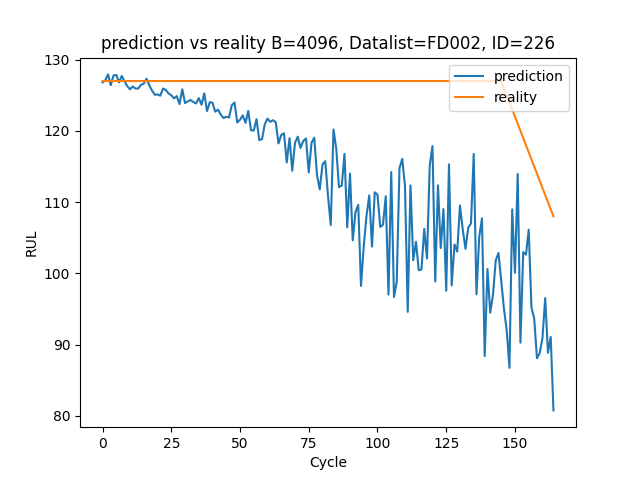 prediction vs reality B=4096, Datalist=FD002, ID=226
130
120
110
100
90
80
RUL
prediction
reality
0
25
50
75
100
125
150
Cycle